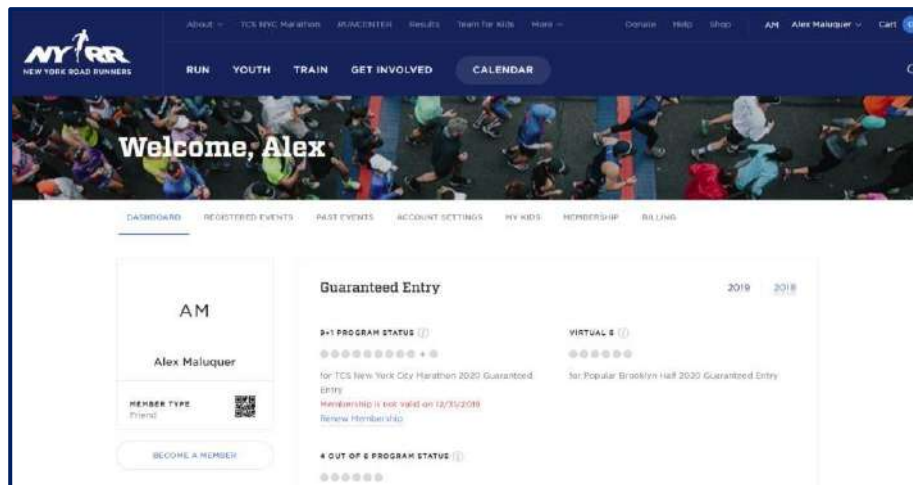 About
TCS NYC Marathon
RUNCENTER
Results
Team for Kids
More
Donate
Help
Shop
AM
Alex Maluquer
Cart
NYRR
NEW YORK ROAD RUNNERS
RUN
YOUTH
TRAIN
GET INVOLVED
CALENDAR
Welcome, Alex
DASHBOARD
REGISTERED EVENTS
PAST EVENTS
ACCOUNT SETTINGS
MY KIDS
MEMBERSHIP
BILLING
AM
Alex Maluquer
MEMBER TYPE
Friend
BECOME A MEMBER
Guaranteed Entry
2019
2018
9+1 PROGRAM STATUS
+
for TCS New York City Marathon 2020 Guaranteed
Entry
Membership is not valid on 12/31/2019
Renew Membership
VIRTUAL 6
for Popular Brooklyn Half 2020 Guaranteed Entry
4 OUT OF 6 PROGRAM STATUS